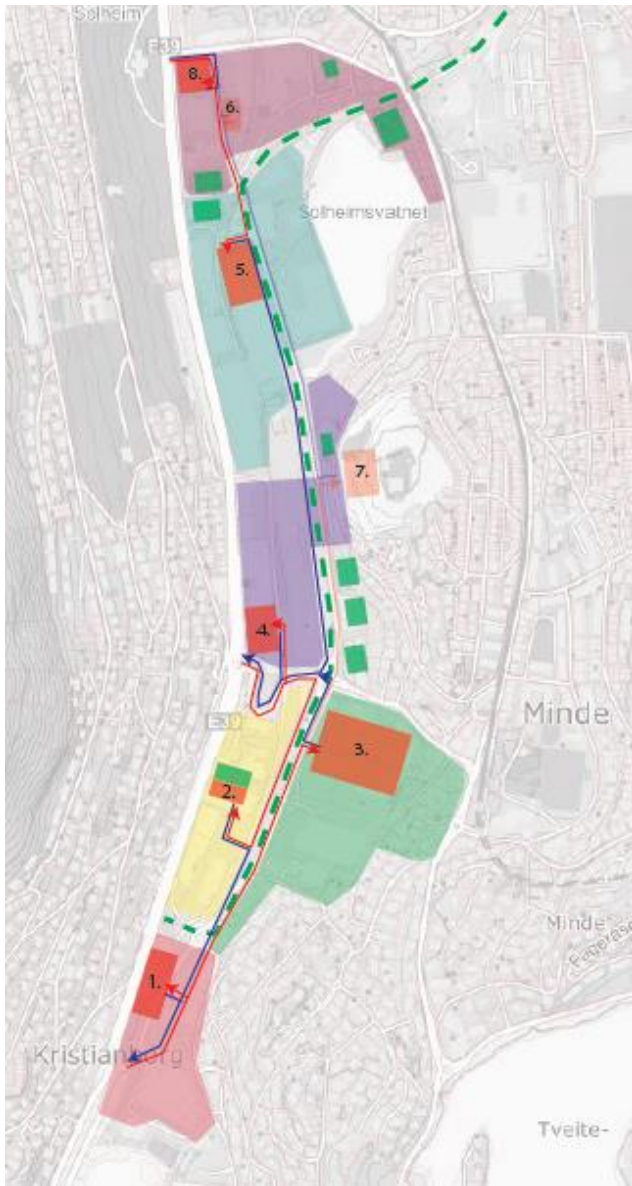 Solheim
E39
8.
6.
Solheimsvatnet
5.
7.
4.
Minde
E39
3.
2.
Minde
1.
Kristianborg
Tveite-